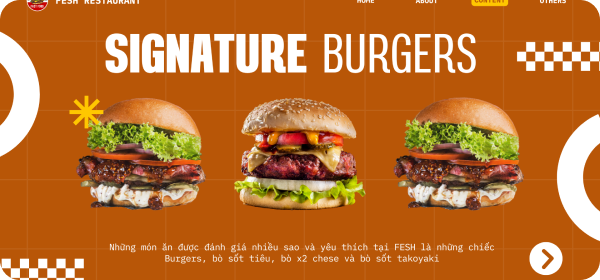 FESH RESTAURANT
HOME ABOUT CONTENT OTHERS
SIGNATURE BURGERS
Những món ăn được đánh giá nhiều sao và yêu thích tại FESH là những chiếc
Burgers, bò sốt tiêu, bò x2 chese và bò sốt takoyaki